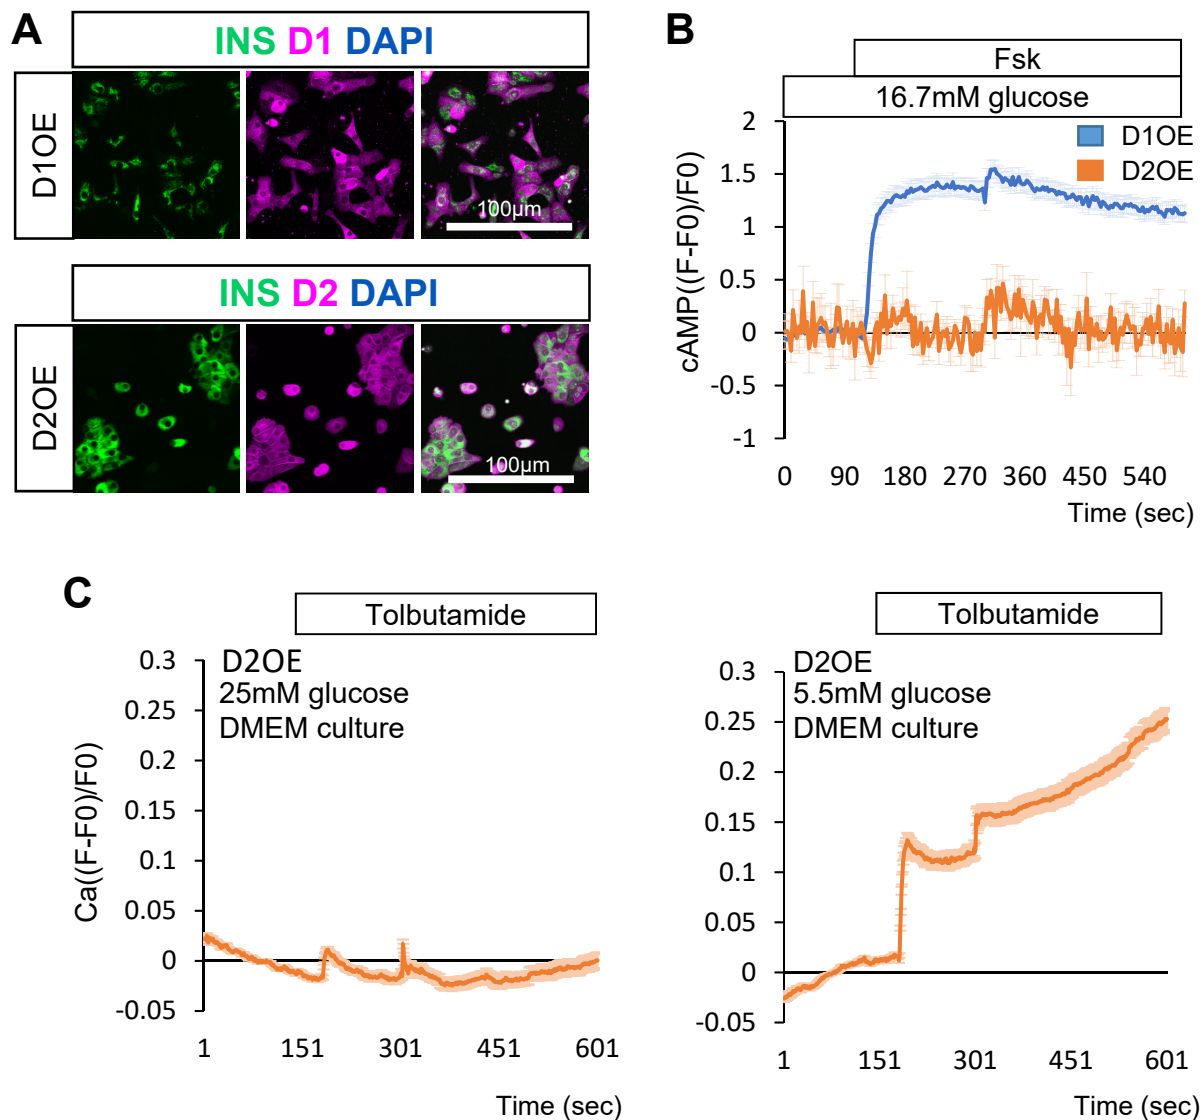 A
INS D1 DAPI
D1OE
100µm
INS D2 DAPI
D2OE
100µm
B
Fsk
16.7mM glucose
D1OE
D2OE
cAMP((F-F0)/F0)
2
1.5
1
0.5
0
-0.5
-1
0 90 180 270 360 450 540
Time (sec)
C
Tolbutamide
D2OE
25mM glucose
DMEM culture
Ca((F-F0)/F0)
0.3
0.25
0.2
0.15
0.1
0.05
0
-0.05
1 151 301 451 601
Time (sec)
Tolbutamide
D2OE
5.5mM glucose
DMEM culture
0.3
0.25
0.2
0.15
0.1
0.05
0
-0.05
1 151 301 451 601
Time (sec)